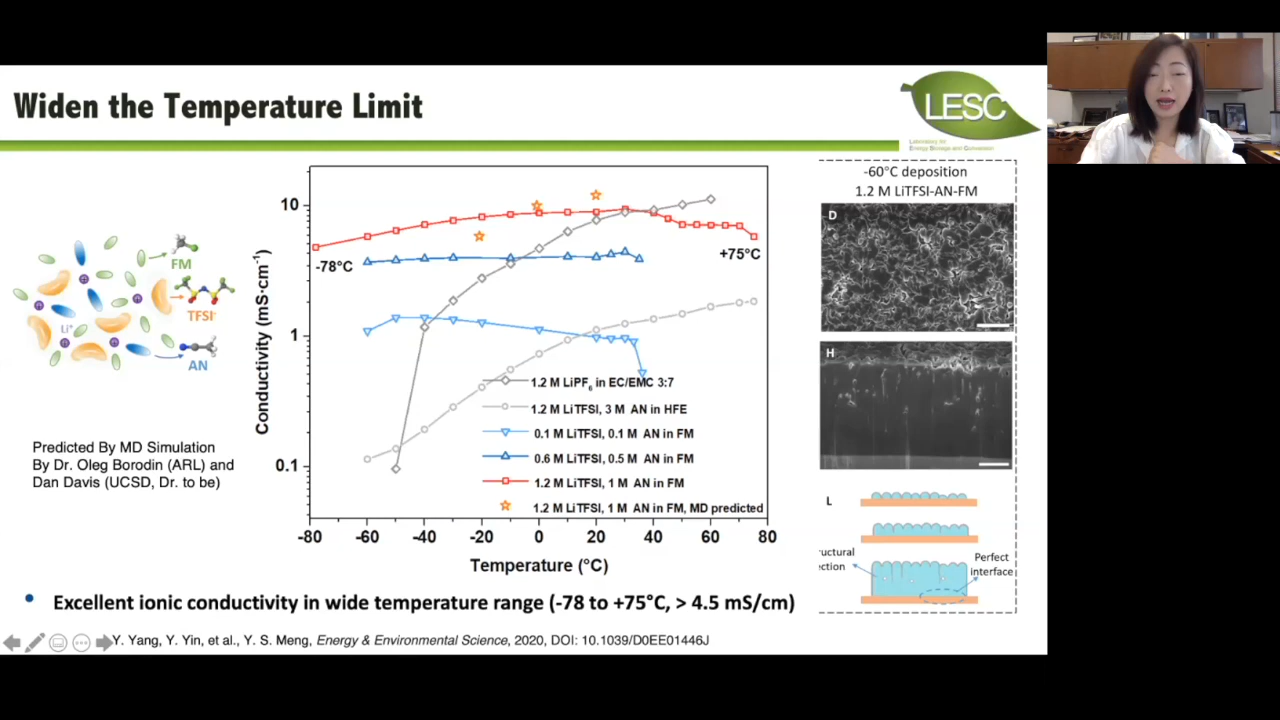 Widen the Temperature Limit
LESC
Laboratory for
Energy Storage and Conversion
FM
TFSI-
Li+
AN
Predicted By MD Simulation
By Dr. Oleg Borodin (ARL) and
Dan Davis (UCSD, Dr. to be)
Conductivity (mS·cm-1)
10
1
0.1
-78°C
+75°C
1.2 M LiPF6 in EC/EMC 3:7
1.2 M LiTFSI, 3 M AN in HFE
0.1 M LiTFSI, 0.1 M AN in FM
0.6 M LiTFSI, 0.5 M AN in FM
1.2 M LiTFSI, 1 M AN in FM
1.2 M LiTFSI, 1 M AN in FM, MD predicted
-80 -60 -40 -20 0 20 40 60 80
Temperature (°C)
-60°C deposition
1.2 M LiTFSI-AN-FM
D
H
L
ructural
ection
Perfect
interface
• Excellent ionic conductivity in wide temperature range (-78 to +75°C, > 4.5 mS/cm)
Y. Yang, Y. Yin, et al., Y. S. Meng, Energy & Environmental Science, 2020, DOI: 10.1039/D0EE01446J